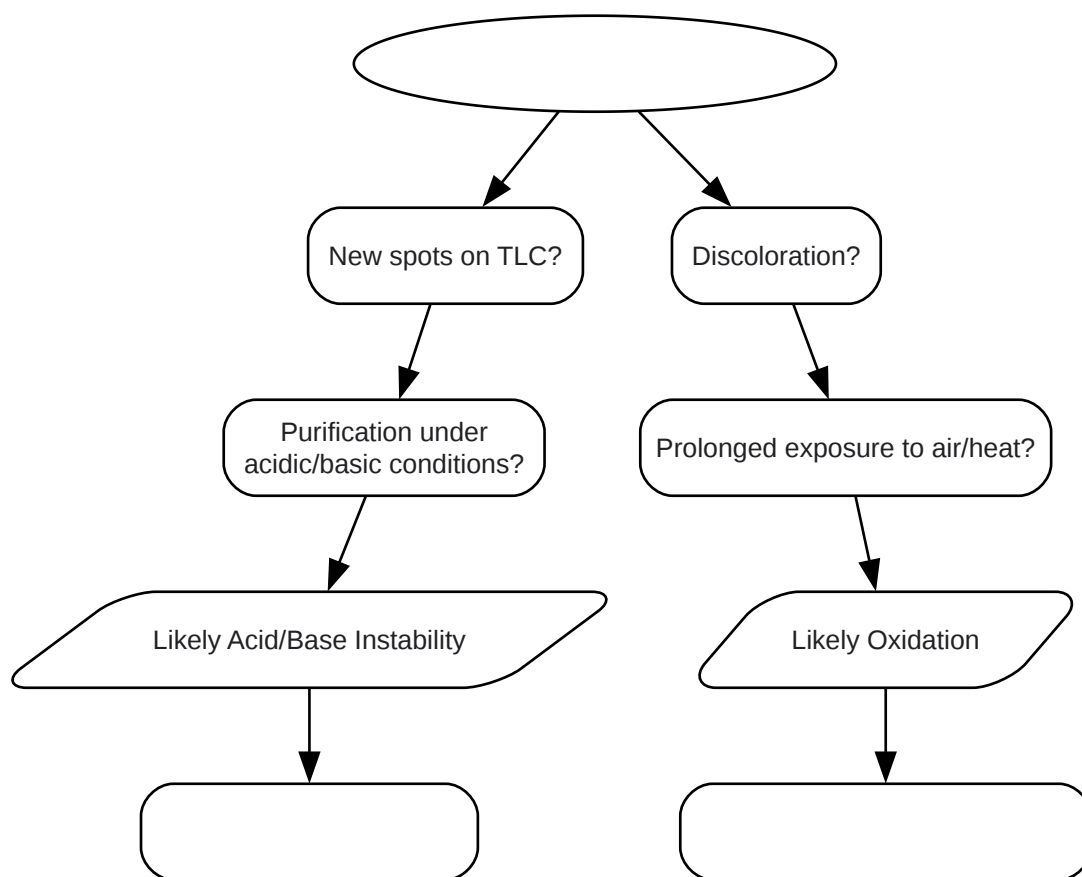 New spots on TLC?
Discoloration?
Purification under
acidic/basic conditions?
Prolonged exposure to air/heat?
Likely Acid/Base Instability
Likely Oxidation